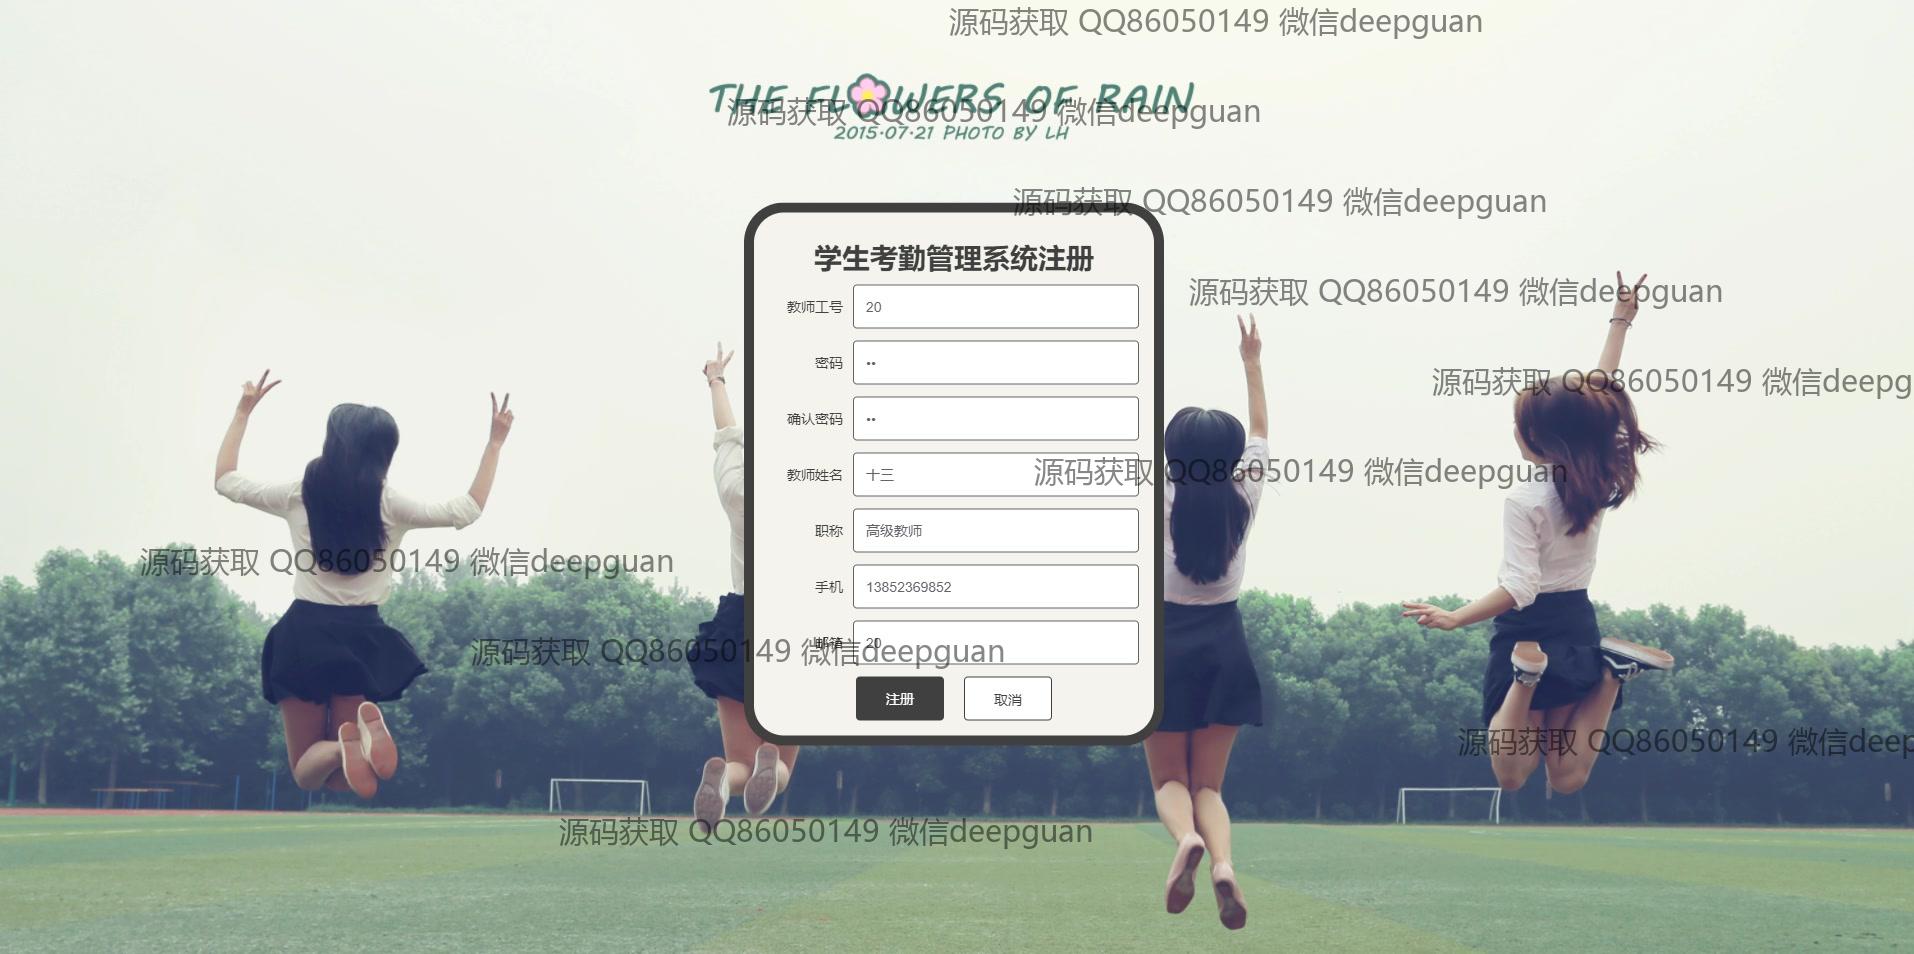 源码获取 QQ86050149 微信deepguan
THE FLOWERS OF RAIN
源码获取 QQ86050149 微信deepguan
2015·07·21 PHOTO BY LH
源码获取 QQ86050149 微信deepguan
学生考勤管理系统注册
源码获取 QQ86050149 微信deepguan
教师工号 20
密码 ••
源码获取 QQ86050149 微信deepg
确认密码 ••
教师姓名 十三
源码获取 QQ86050149 微信deepguan
职称 高级教师
源码获取 QQ86050149 微信deepguan
手机 13852369852
邮箱 20
源码获取 QQ86050149 微信deepguan
注册 取消
源码获取 QQ86050149 微信deep
源码获取 QQ86050149 微信deepguan